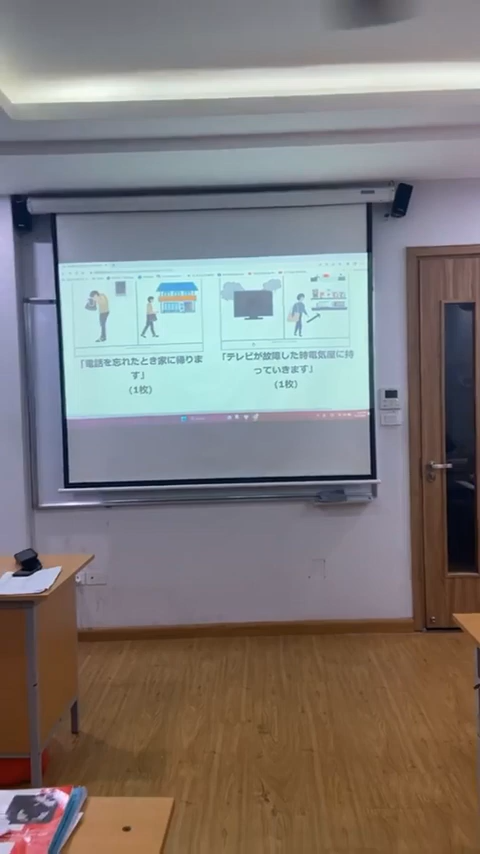 「電話を忘れたとき家に帰りま
す」
(1枚)
「テレビが故障した時電気屋に持
っていきます」
(1枚)